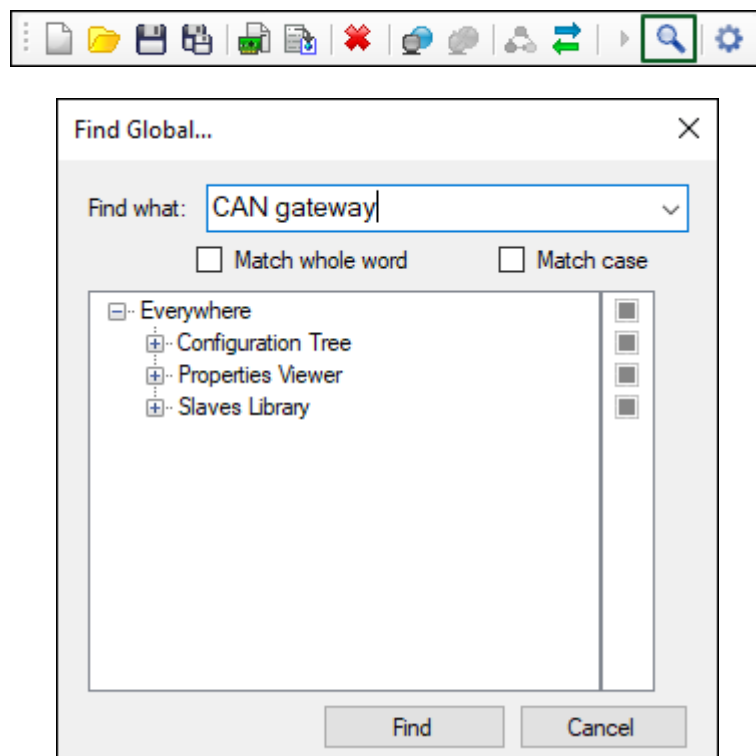 Find Global...
Find what: CAN gateway
Match whole word Match case
Everywhere
Configuration Tree
Properties Viewer
Slaves Library
Find Cancel